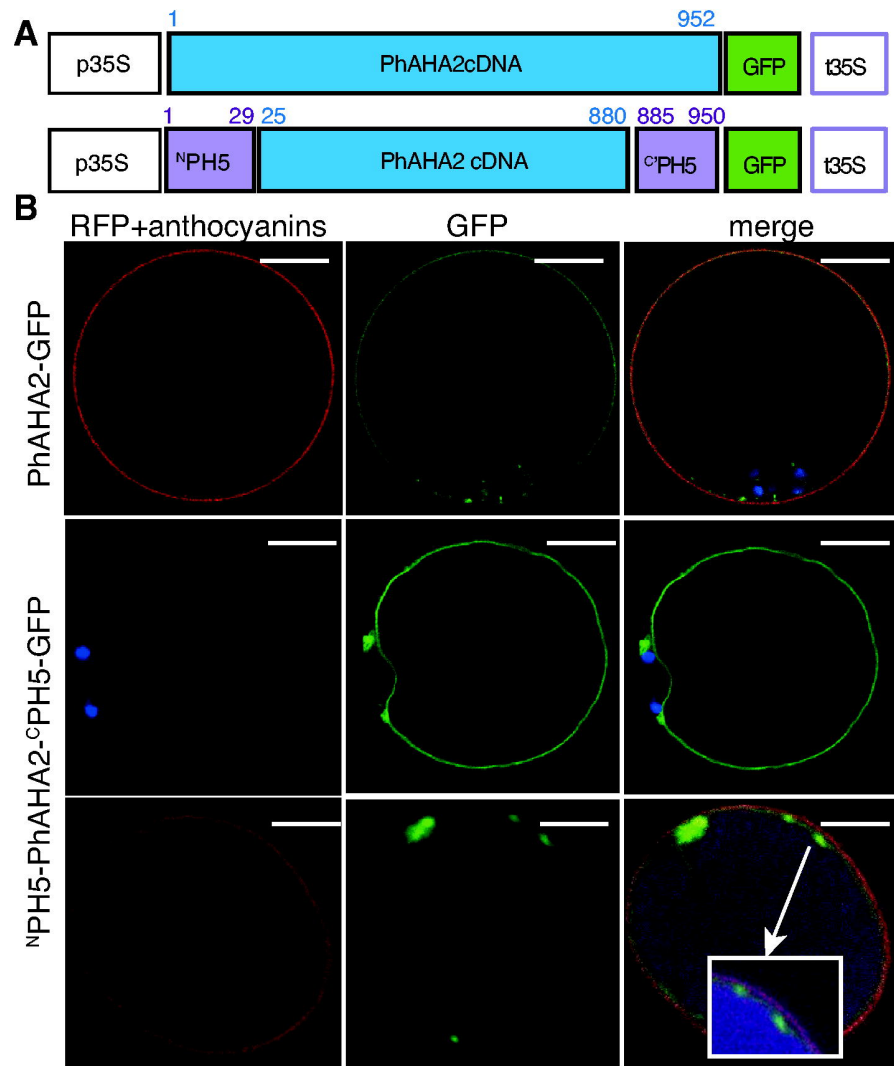 A
1 952
p35S PhAHA2cDNA GFP t35S
1 29 25 880 885 950
p35S NPH5 PhAHA2 cDNA C'PH5 GFP t35S
B
RFP+anthocyanins GFP merge
PhAHA2-GFP
NPH5-PhAHA2-CPH5-GFP